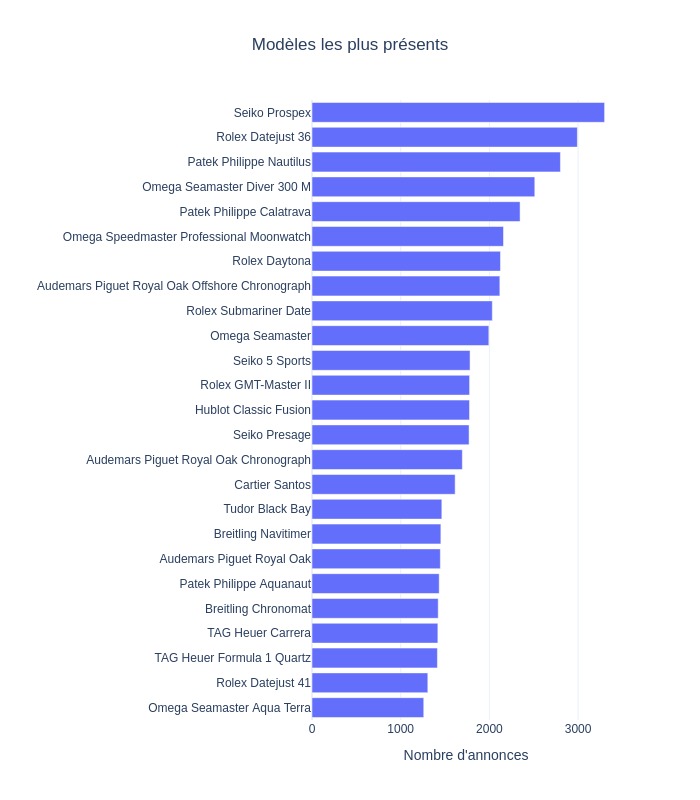 Modèles les plus présents
Seiko Prospex
Rolex Datejust 36
Patek Philippe Nautilus
Omega Seamaster Diver 300 M
Patek Philippe Calatrava
Omega Speedmaster Professional Moonwatch
Rolex Daytona
Audemars Piguet Royal Oak Offshore Chronograph
Rolex Submariner Date
Omega Seamaster
Seiko 5 Sports
Rolex GMT-Master II
Hublot Classic Fusion
Seiko Presage
Audemars Piguet Royal Oak Chronograph
Cartier Santos
Tudor Black Bay
Breitling Navitimer
Audemars Piguet Royal Oak
Patek Philippe Aquanaut
Breitling Chronomat
TAG Heuer Carrera
TAG Heuer Formula 1 Quartz
Rolex Datejust 41
Omega Seamaster Aqua Terra
0 1000 2000 3000
Nombre d'annonces